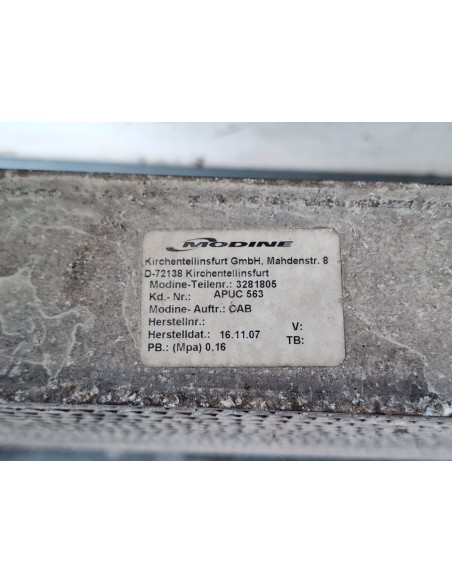 MODINE
Kirchentellinsfurt GmbH, Mahdenstr. 8
D-72138 Kirchentellinsfurt
Modine-Teilenr.: 3281805
Kd.- Nr.: APUC 563
Modine- Auftr.: CAB
Herstellnr.: V:
Herstelldat.: 16.11.07 TB:
PB.: (Mpa) 0,16